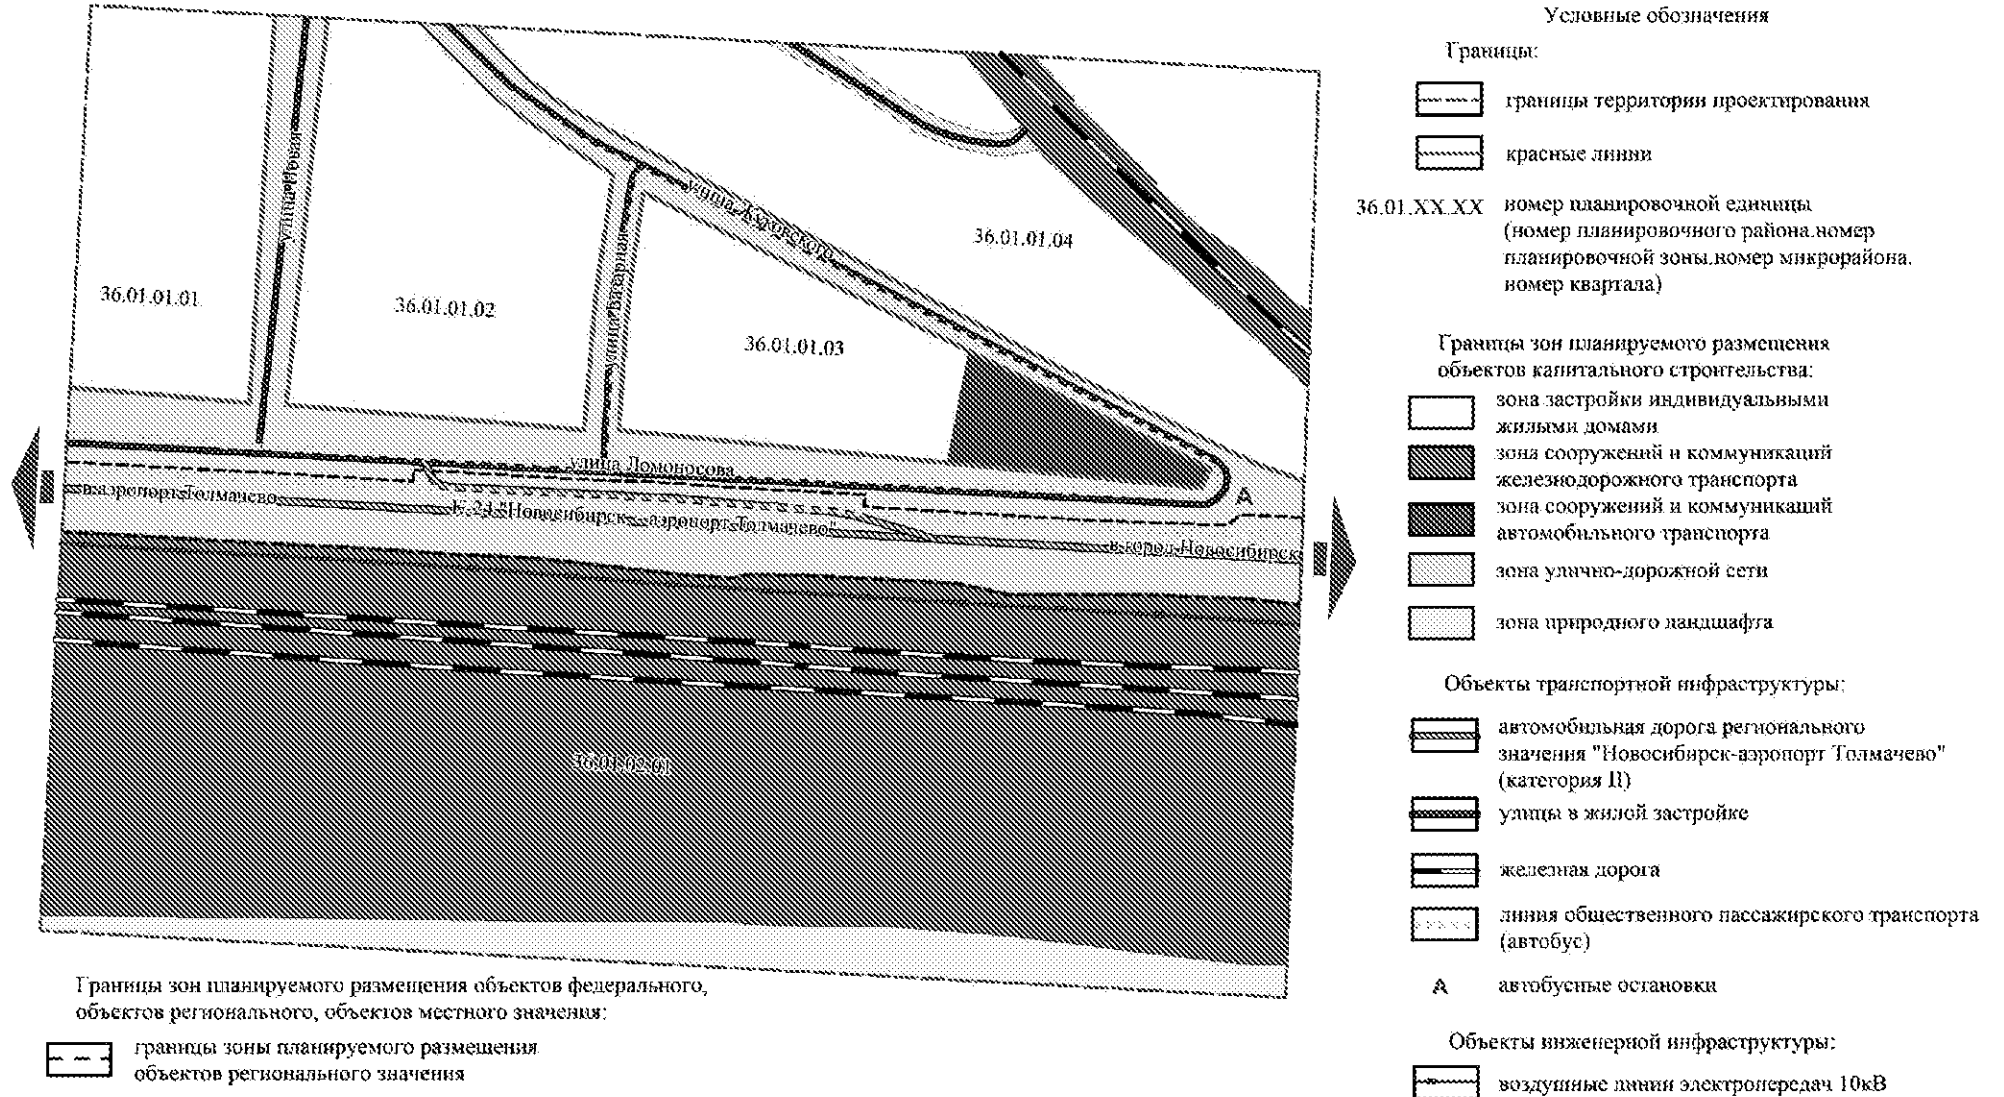 Условные обозначения
Границы:
границы территории проектирования
красные линии
36.01.XX.XX
номер планировочной единицы
(номер планировочного района.номер
планировочной зоны.номер микрорайона.
номер квартала)
Границы зон планируемого размещения
объектов капитального строительства:
зона застройки индивидуальными
жилыми домами
зона сооружений и коммуникаций
железнодорожного транспорта
зона сооружений и коммуникаций
автомобильного транспорта
зона улично-дорожной сети
зона природного ландшафта
Объекты транспортной инфраструктуры:
автомобильная дорога регионального
значения "Новосибирск-аэропорт Толмачево"
(категория II)
улицы в жилой застройке
железная дорога
линия общественного пассажирского транспорта
(автобус)
А
автобусные остановки
Объекты инженерной инфраструктуры:
воздушные линии электропередач 10кВ
улица Новая
улица Жуковского
улица Базарная
36.01.01.01
36.01.01.02
36.01.01.03
36.01.01.04
улица Ломоносова
А
в аэропорт Толмачево
К-24 "Новосибирск - аэропорт Толмачево"
в город Новосибирск
36.01.02.01
Границы зон планируемого размещения объектов федерального,
объектов регионального, объектов местного значения:
границы зоны планируемого размещения
объектов регионального значения